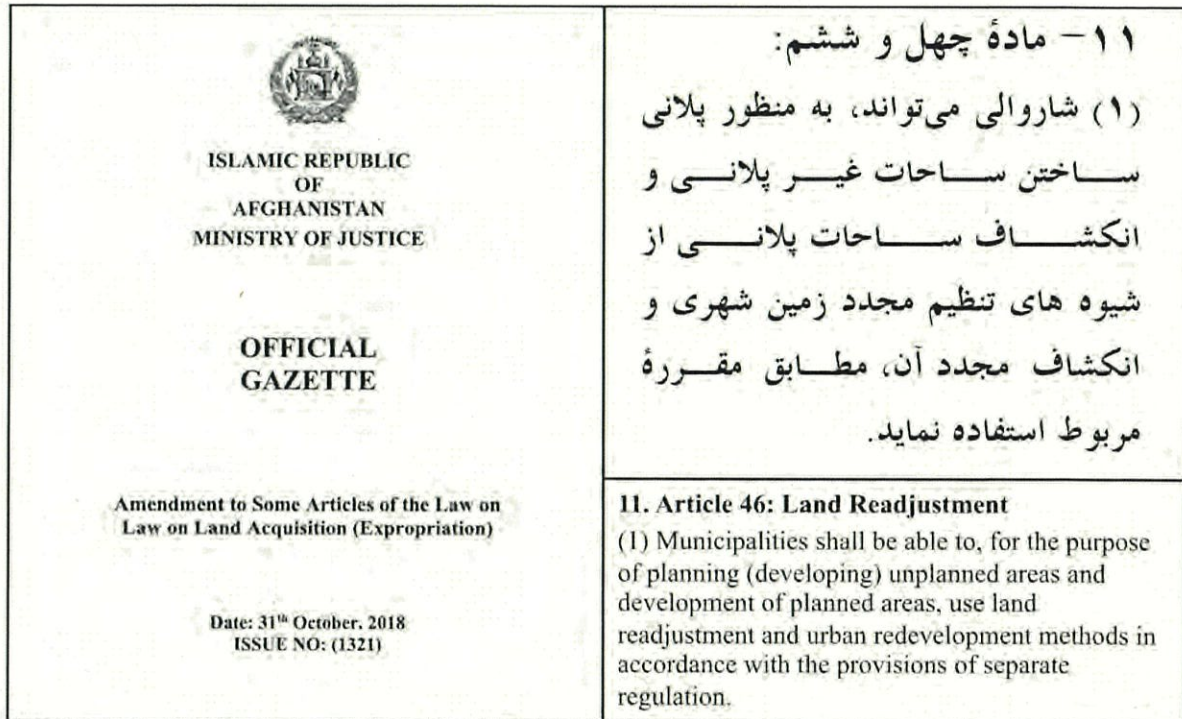 ISLAMIC REPUBLIC
OF
AFGHANISTAN
MINISTRY OF JUSTICE
OFFICIAL
GAZETTE
Amendment to Some Articles of the Law on
Law on Land Acquisition (Expropriation)
Date: 31th October, 2018
ISSUE NO: (1321)
۱۱- مادۀ چهل و ششم:
(۱) شاروالی می‌تواند، به منظور پلانی
ساختن ساحات غیر پلانی و
انکشاف ساحات پلانی از
شیوه های تنظیم مجدد زمین شهری و
انکشاف مجدد آن، مطابق مقررۀ
مربوط استفاده نماید.
11. Article 46: Land Readjustment
(1) Municipalities shall be able to, for the purpose
of planning (developing) unplanned areas and
development of planned areas, use land
readjustment and urban redevelopment methods in
accordance with the provisions of separate
regulation.